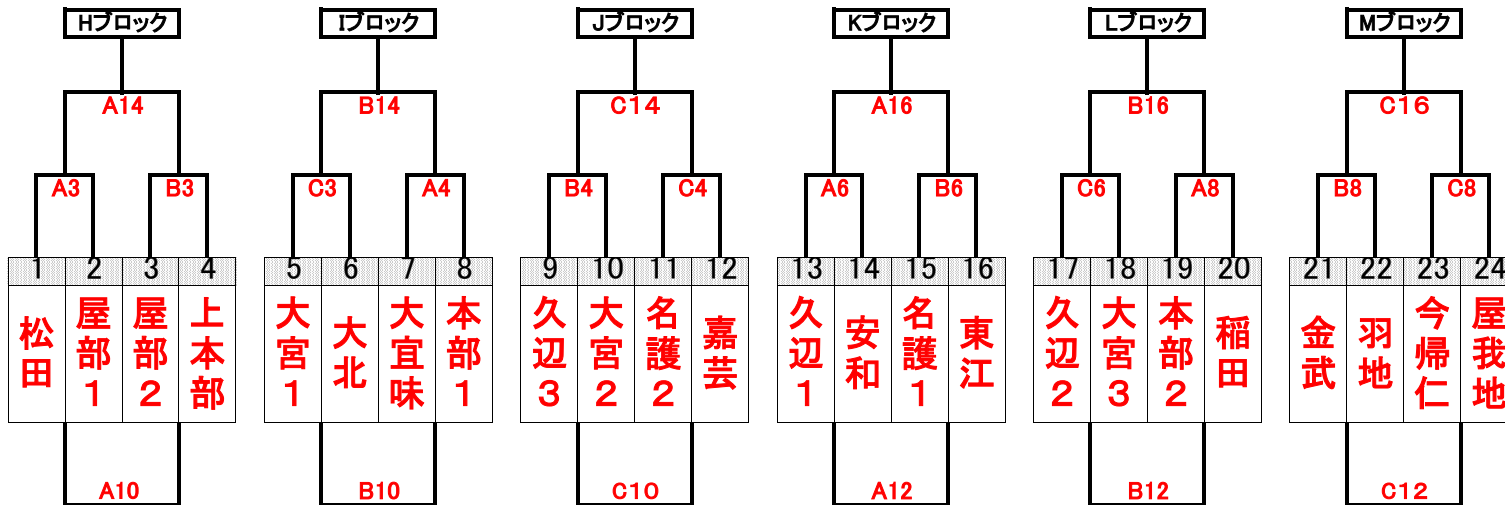 Hブロック Iブロック Jブロック Kブロック Lブロック Mブロック
A14 B14 C14 A16 B16 C16
A3 B3 C3 A4 B4 C4 A6 B6 C6 A8 B8 C8
1 2 3 4 5 6 7 8 9 10 11 12 13 14 15 16 17 18 19 20 21 22 23 24
松田 屋部1 屋部2 上本部 大宮1 大北 大宜味 本部1 久辺3 大宮2 名護2 嘉芸 久辺1 安和 名護1 東江 久辺2 大宮3 本部2 稲田 金武 羽地 今帰仁 屋我地
A10 B10 C10 A12 B12 C12